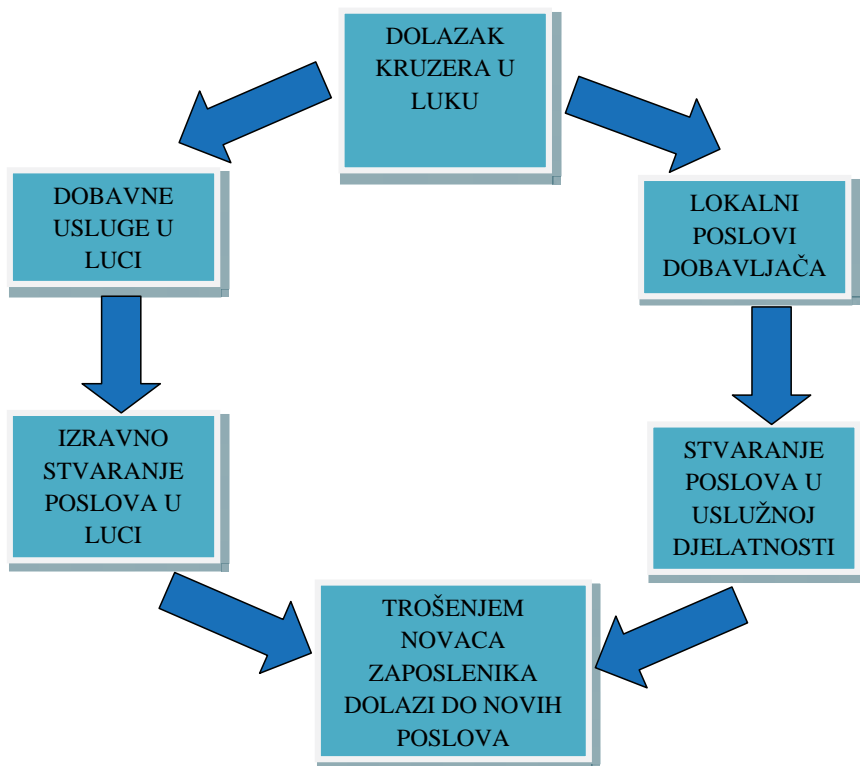 DOLAZAK
KRUZERA U
LUKU
DOBAVNE
USLUGE U
LUCI
LOKALNI
POSLOVI
DOBAVLJAČA
IZRAVNO
STVARANJE
POSLOVA U
LUCI
STVARANJE
POSLOVA U
USLUŽNOJ
DJELATNOSTI
TROŠENJEM
NOVACA
ZAPOSLENIKA
DOLAZI DO NOVIH
POSLOVA